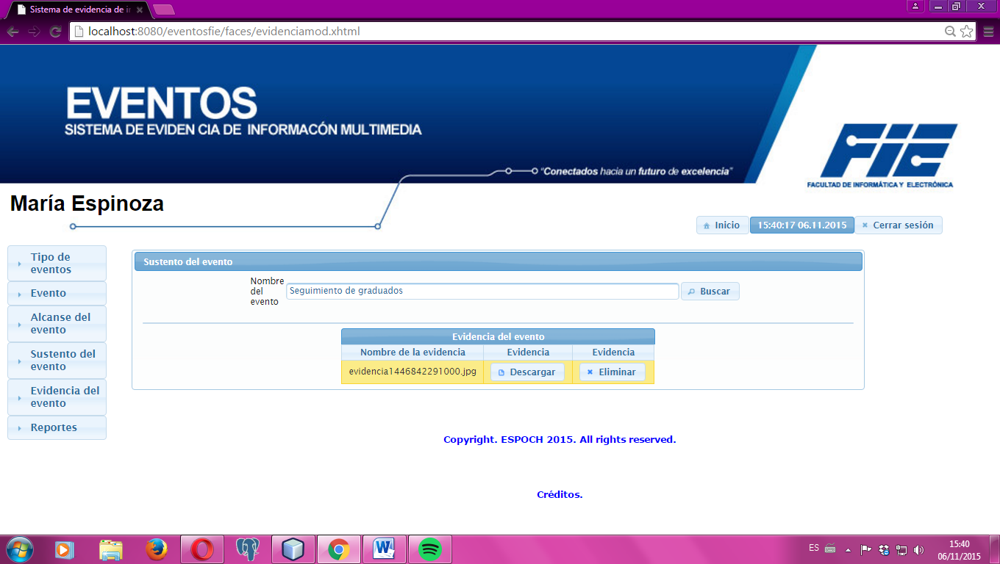 Sistema de evidencia de i
localhost:8080/eventosfie/faces/evidenciamod.xhtml
EVENTOS
SISTEMA DE EVIDEN CIA DE INFORMACÓN MULTIMEDIA
"Conectados hacia un futuro de excelencia"
FIE
FACULTAD DE INFORMÁTICA Y ELECTRÓNICA
María Espinoza
Inicio
15:40:17 06.11.2015
Cerrar sesión
Tipo de
eventos
Evento
Alcanse del
evento
Sustento del
evento
Evidencia del
evento
Reportes
Sustento del evento
Nombre
del
evento
Seguimiento de graduados
Buscar
Evidencia del evento
Nombre de la evidencia Evidencia Evidencia
evidencia1446842291000.jpg Descargar Eliminar
Copyright. ESPOCH 2015. All rights reserved.
Créditos.
ES
15:40
06/11/2015